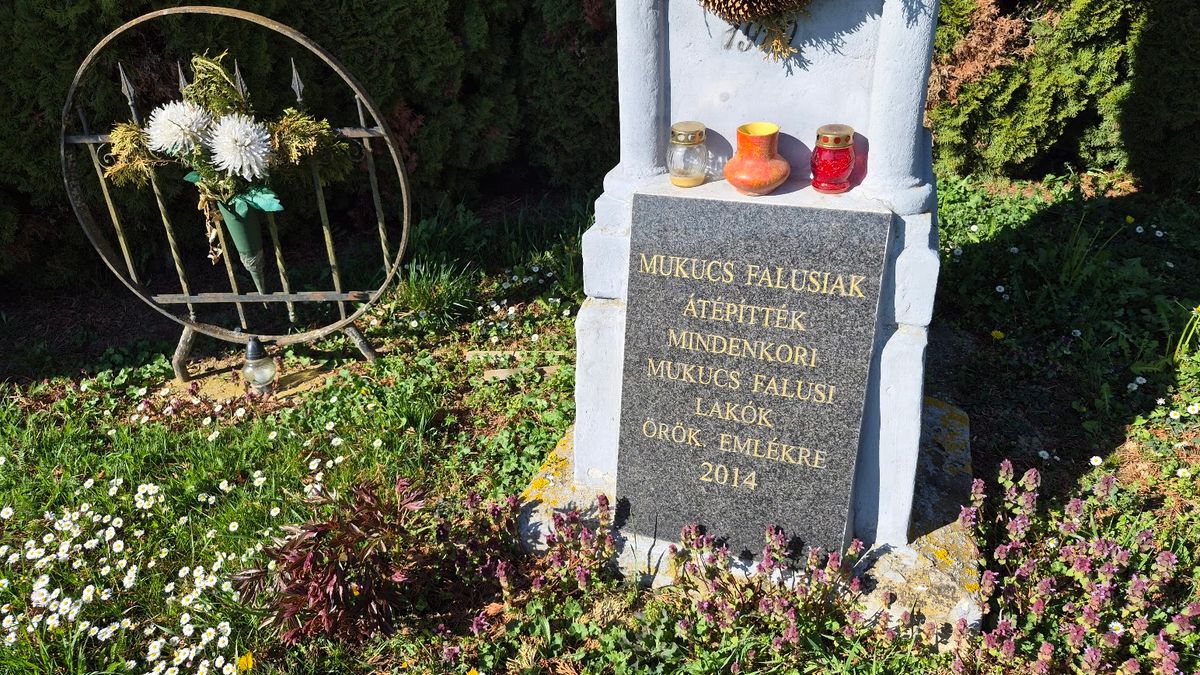 MUKUCS FALUSIAK
ÁTÉPÍTTÉK
MINDENKORI
MUKUCS FALUSI
LAKÓK
ÖRÖK, EMLÉKRE
2014